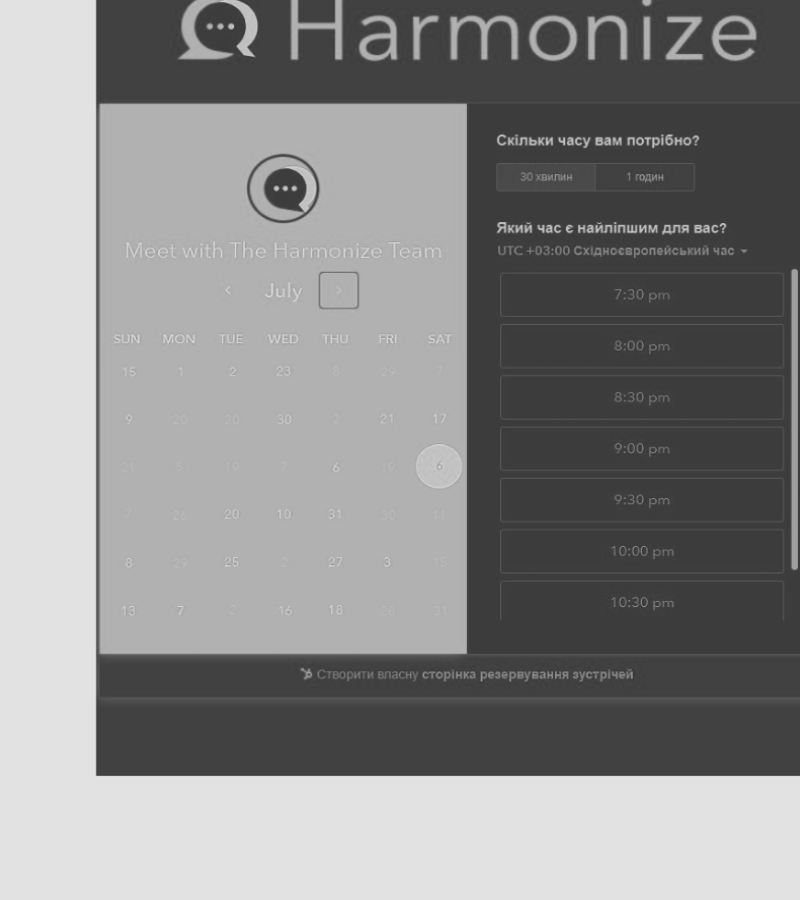 Harmonize
Meet with The Harmonize Team
July
SUN MON TUE WED THU FRI SAT
15 1 2 23 8 29 7
9 20 20 30 2 21 17
21 5 19 7 6 19 6
7 26 20 10 31 30 11
8 29 25 2 27 3 15
13 7 2 16 18 26 31
Скільки часу вам потрібно?
30 хвилин 1 годин
Який час є найліпшим для вас?
UTC +03:00 Східноєвропейський час
7:30 pm
8:00 pm
8:30 pm
9:00 pm
9:30 pm
10:00 pm
10:30 pm
Створити власну сторінка резервування зустрічей